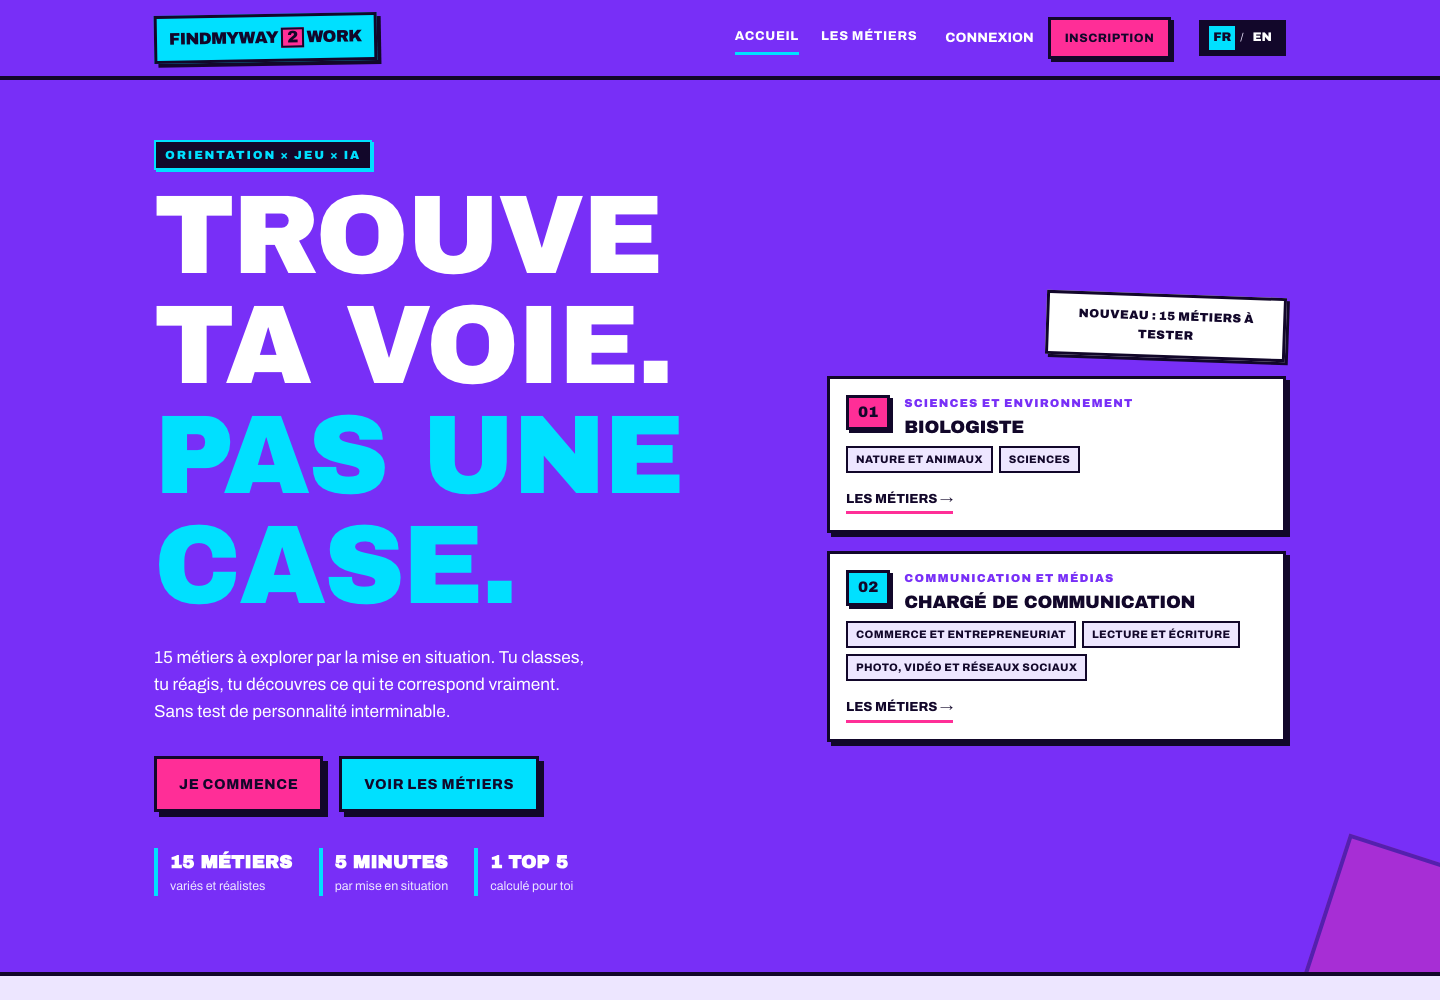 FINDMYWAY 2 WORK
ACCUEIL LES MÉTIERS CONNEXION INSCRIPTION FR / EN
ORIENTATION × JEU × IA
TROUVE
TA VOIE.
PAS UNE
CASE.
15 métiers à explorer par la mise en situation. Tu classes,
tu réagis, tu découvres ce qui te correspond vraiment.
Sans test de personnalité interminable.
JE COMMENCE VOIR LES MÉTIERS
15 MÉTIERS 5 MINUTES 1 TOP 5
variés et réalistes par mise en situation calculé pour toi
NOUVEAU : 15 MÉTIERS À
TESTER
01 SCIENCES ET ENVIRONNEMENT
BIOLOGISTE
NATURE ET ANIMAUX SCIENCES
LES MÉTIERS →
02 COMMUNICATION ET MÉDIAS
CHARGÉ DE COMMUNICATION
COMMERCE ET ENTREPRENEURIAT LECTURE ET ÉCRITURE
PHOTO, VIDÉO ET RÉSEAUX SOCIAUX
LES MÉTIERS →